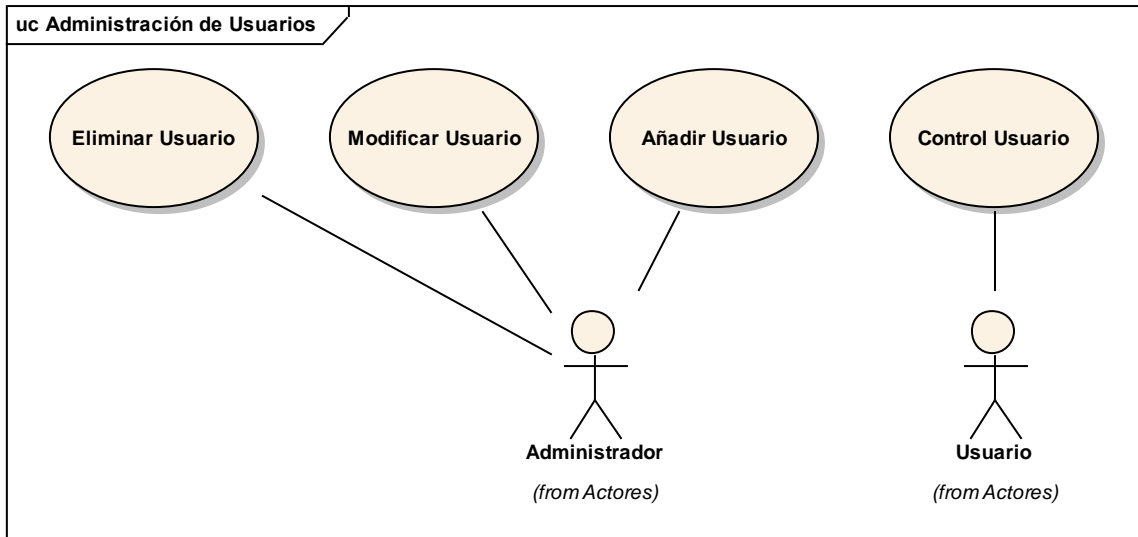 uc Administración de Usuarios
Eliminar Usuario
Modificar Usuario
Añadir Usuario
Control Usuario
Administrador
(from Actores)
Usuario
(from Actores)